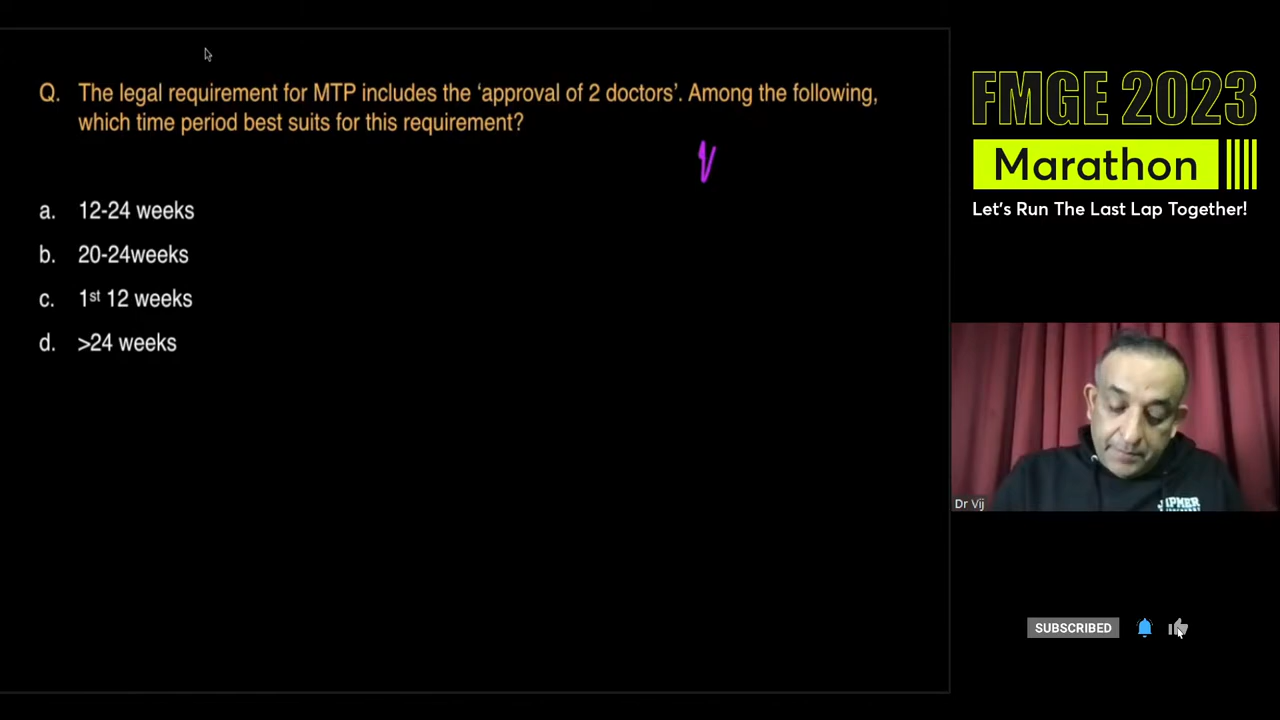 Q. The legal requirement for MTP includes the ‘approval of 2 doctors’. Among the following,
which time period best suits for this requirement?
a. 12-24 weeks
b. 20-24weeks
c. 1st 12 weeks
d. >24 weeks
FMGE 2023
Marathon
Let's Run The Last Lap Together!
JIPMER
Dr Vij
SUBSCRIBED